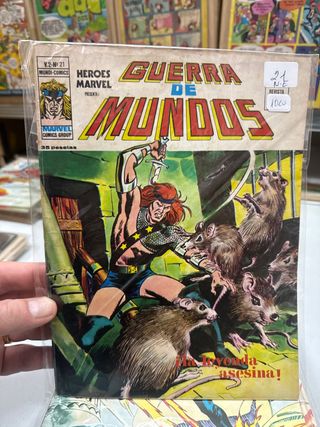 V.2-Nº 21
MUNDI-COMICS
MARVEL
COMICS GROUP
35 pesetas
HEROES
MARVEL
PRESENTA:
GUERRA
DE
MUNDOS
21
N.E
REVISTA
¡la leyenda
asesina!